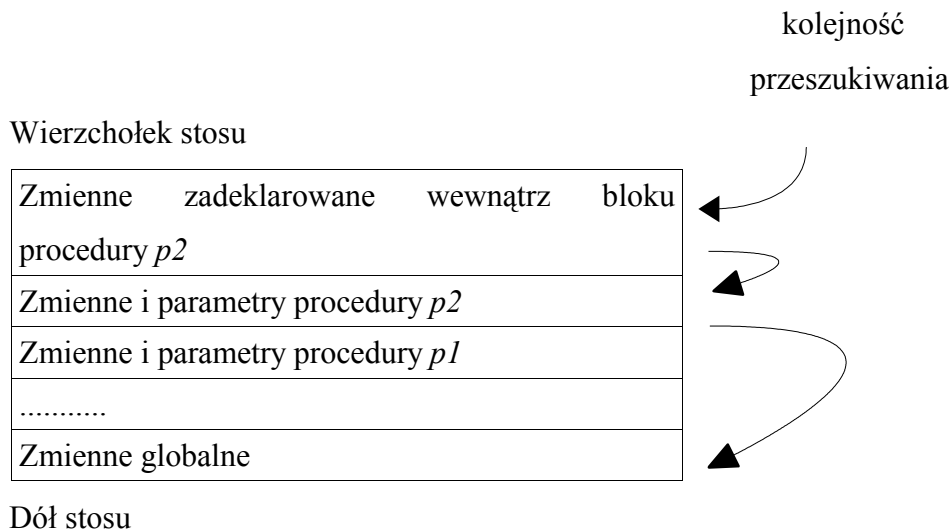 kolejność
przeszukiwania
Wierzchołek stosu
Zmienne zadeklarowane wewnątrz bloku
procedury p2
Zmienne i parametry procedury p2
Zmienne i parametry procedury p1
...........
Zmienne globalne
Dół stosu